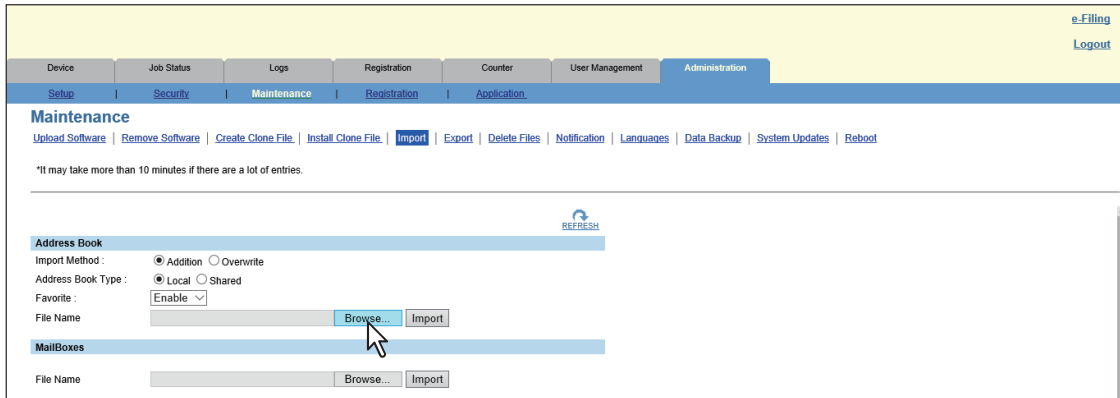 e-Filing
Logout
Device Job Status Logs Registration Counter User Management Administration
Setup | Security | Maintenance | Registration | Application
Maintenance
Upload Software | Remove Software | Create Clone File | Install Clone File | Import | Export | Delete Files | Notification | Languages | Data Backup | System Updates | Reboot
*It may take more than 10 minutes if there are a lot of entries.
REFRESH
Address Book
Import Method : Addition Overwrite
Address Book Type : Local Shared
Favorite : Enable
File Name Browse... Import
MailBoxes
File Name Browse... Import